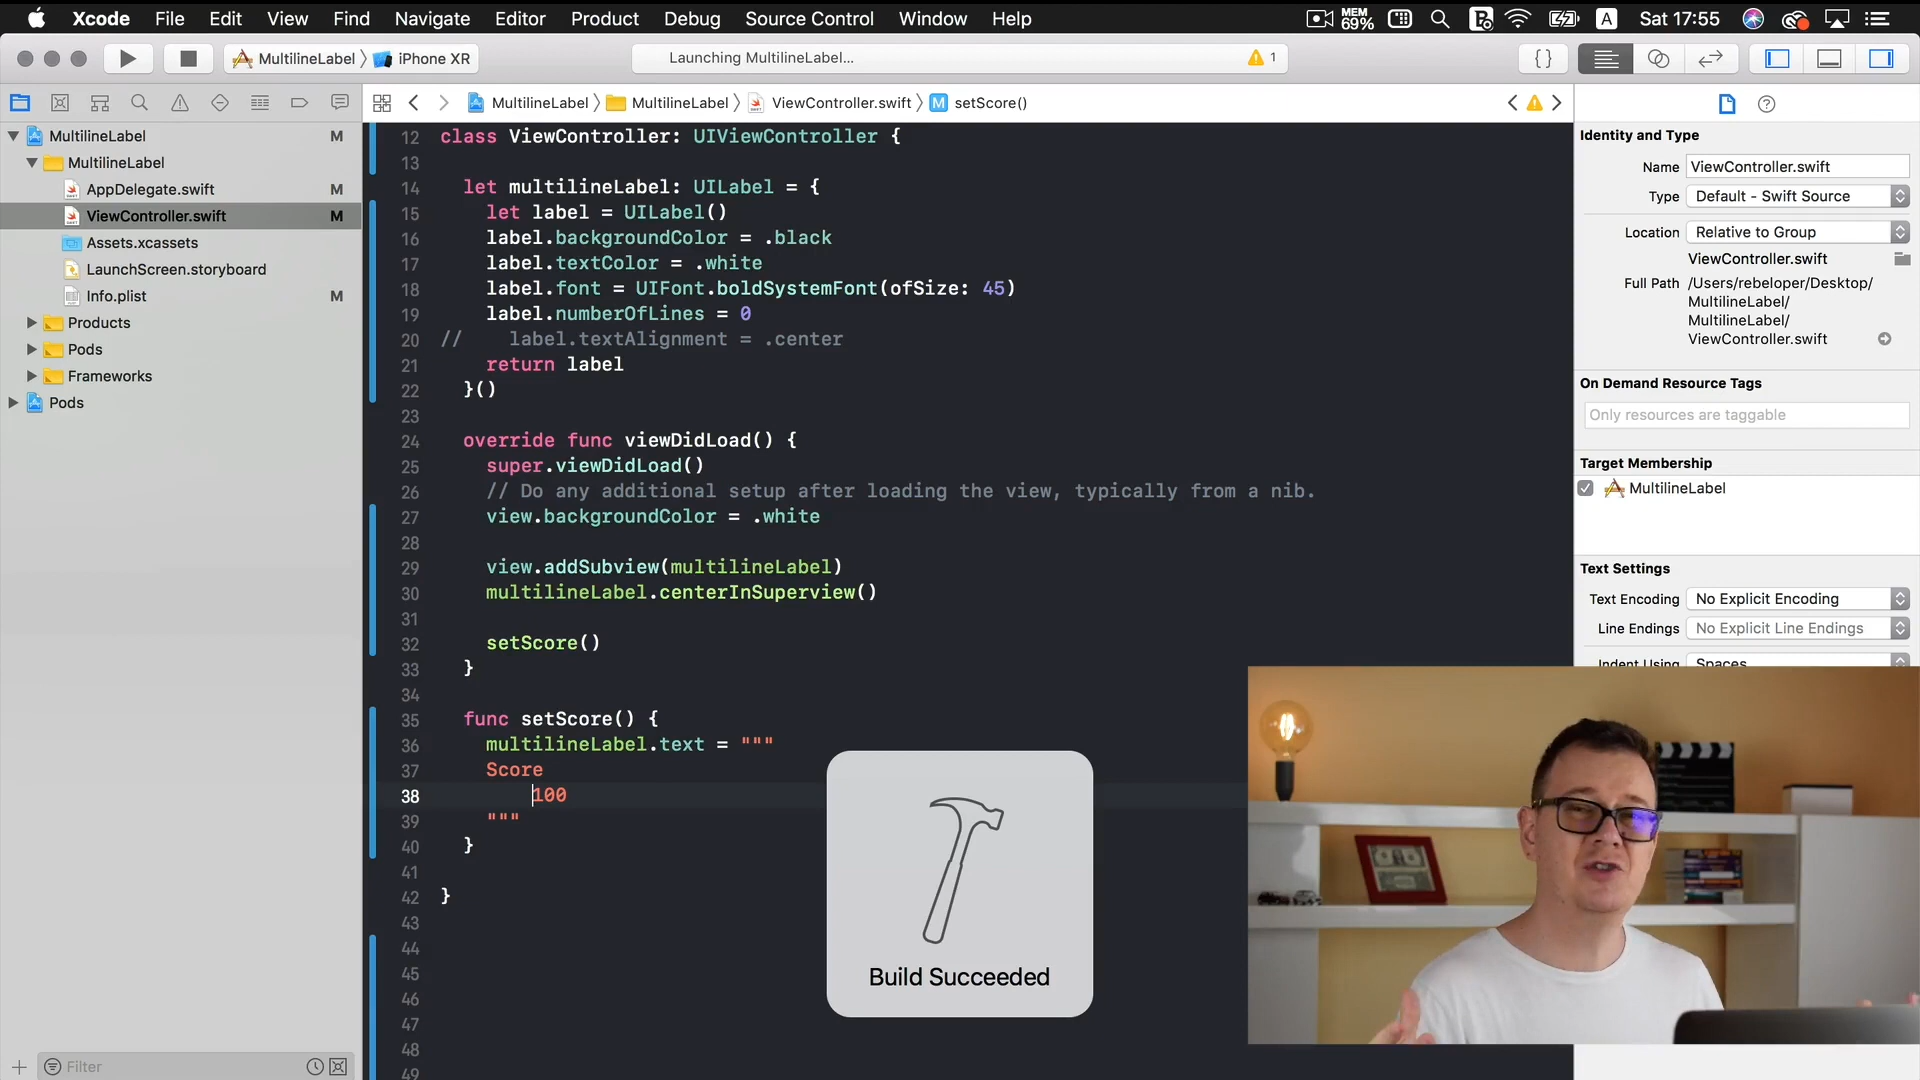 Xcode File Edit View Find Navigate Editor Product Debug Source Control Window Help MEM 69% A Sat 17:55
MultilineLabel iPhone XR
Launching MultilineLabel...
1
MultilineLabel MultilineLabel ViewController.swift M setScore()
MultilineLabel M
MultilineLabel
AppDelegate.swift M
ViewController.swift M
Assets.xcassets
LaunchScreen.storyboard
Info.plist M
Products
Pods
Frameworks
Pods
Filter
12 class ViewController: UIViewController {
13
14 let multilineLabel: UILabel = {
15 let label = UILabel()
16 label.backgroundColor = .black
17 label.textColor = .white
18 label.font = UIFont.boldSystemFont(ofSize: 45)
19 label.numberOfLines = 0
20 // label.textAlignment = .center
21 return label
22 }()
23
24 override func viewDidLoad() {
25 super.viewDidLoad()
26 // Do any additional setup after loading the view, typically from a nib.
27 view.backgroundColor = .white
28
29 view.addSubview(multilineLabel)
30 multilineLabel.centerInSuperview()
31
32 setScore()
33 }
34
35 func setScore() {
36 multilineLabel.text = """
37 Score
38 100
39 """
40 }
41
42 }
43
44
45
46
47
48
49
Build Succeeded
Identity and Type
Name ViewController.swift
Type Default - Swift Source
Location Relative to Group
ViewController.swift
Full Path /Users/rebeloper/Desktop/
MultilineLabel/
MultilineLabel/
ViewController.swift
On Demand Resource Tags
Only resources are taggable
Target Membership
MultilineLabel
Text Settings
Text Encoding No Explicit Encoding
Line Endings No Explicit Line Endings
Indent Using Spaces